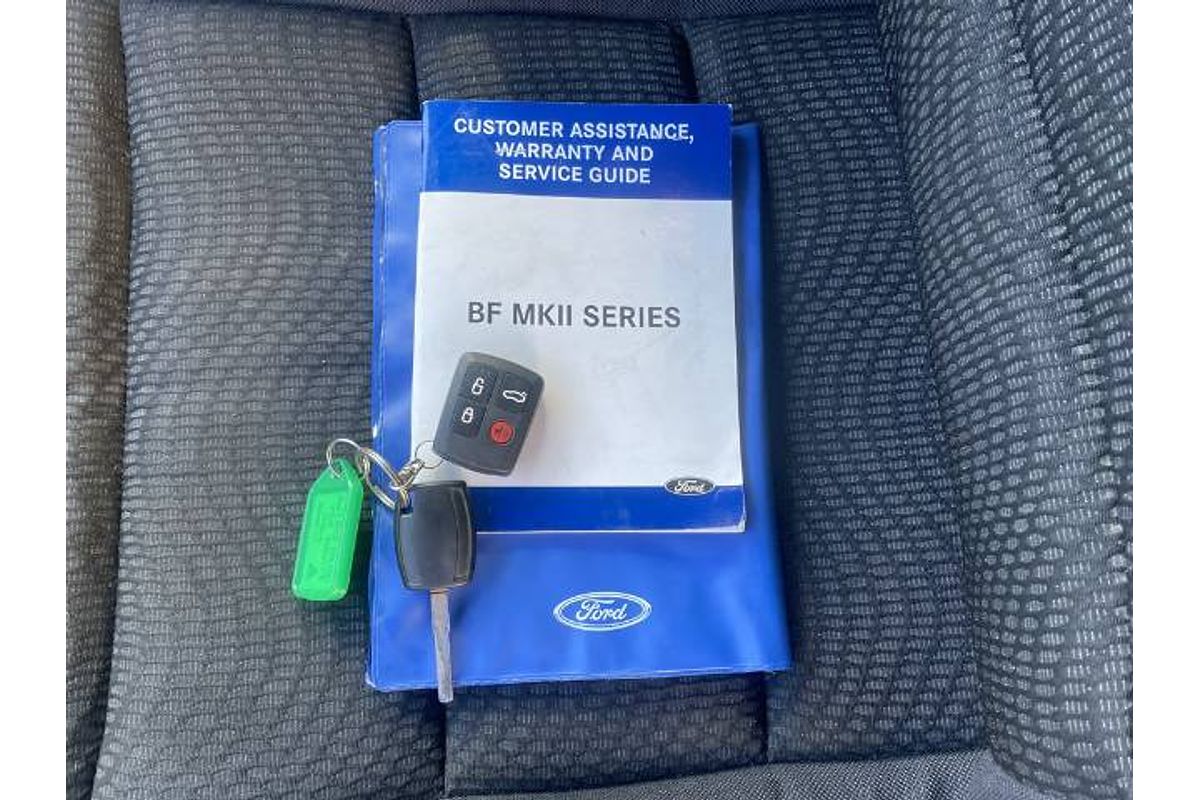 CUSTOMER ASSISTANCE,
WARRANTY AND
SERVICE GUIDE
BF MKII SERIES
Ford
Ford